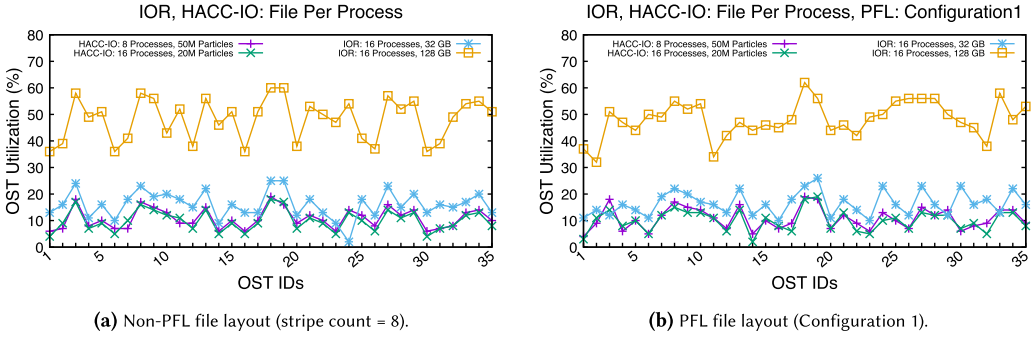 IOR, HACC-IO: File Per Process
80
70
60
50
40
30
20
10
0
OST Utilization (%)
HACC-IO: 8 Processes, 50M Particles
HACC-IO: 16 Processes, 20M Particles
IOR: 16 Processes, 32 GB
IOR: 16 Processes, 128 GB
1
5
10
15
20
25
30
35
OST IDs
(a) Non-PFL file layout (stripe count = 8).
IOR, HACC-IO: File Per Process, PFL: Configuration1
80
70
60
50
40
30
20
10
0
OST Utilization (%)
HACC-IO: 8 Processes, 50M Particles
HACC-IO: 16 Processes, 20M Particles
IOR: 16 Processes, 32 GB
IOR: 16 Processes, 128 GB
1
5
10
15
20
25
30
35
OST IDs
(b) PFL file layout (Configuration 1).